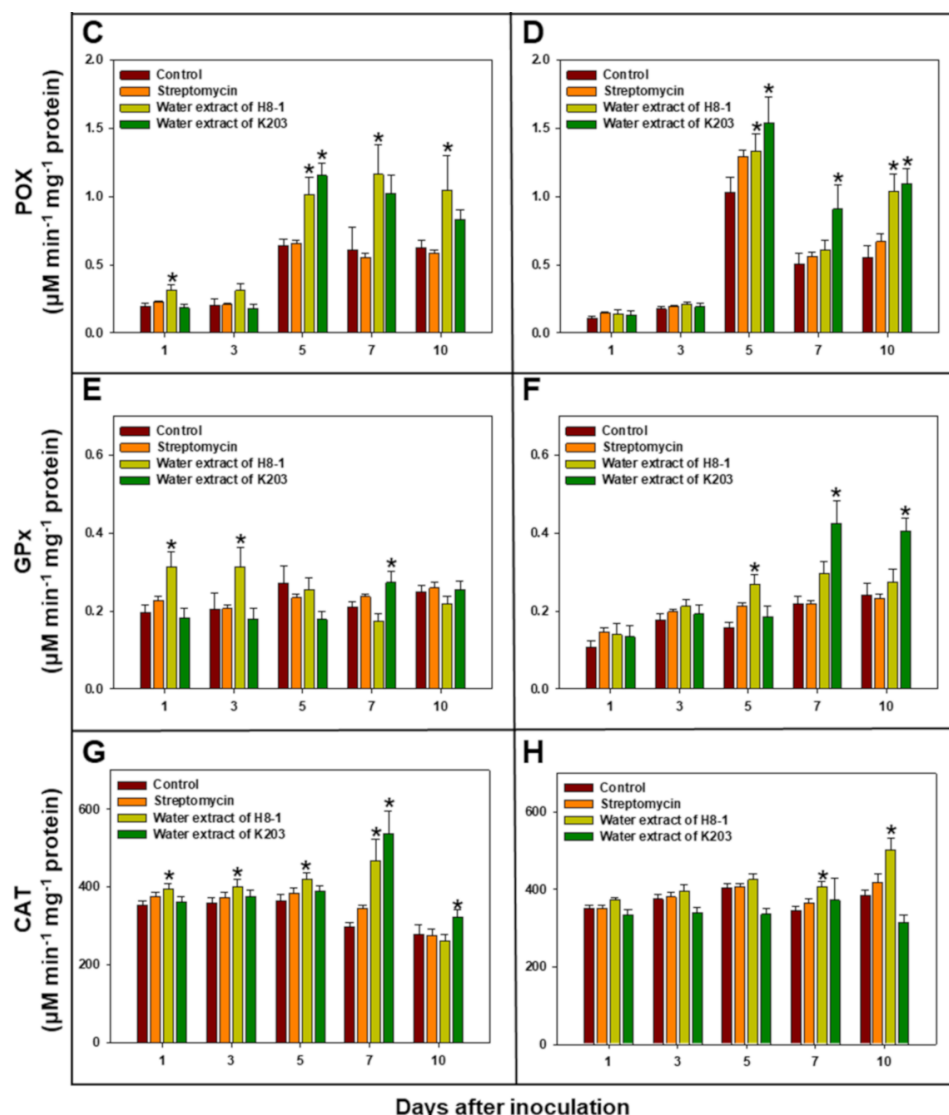 C
D
POX
(µM min⁻¹ mg⁻¹ protein)
2.0
1.5
1.0
0.5
0.0
Control
Streptomycin
Water extract of H8-1
Water extract of K203
* * * * *
1 3 5 7 10
2.0
1.5
1.0
0.5
0.0
Control
Streptomycin
Water extract of H8-1
Water extract of K203
* * * * *
1 3 5 7 10
E
F
GPx
(µM min⁻¹ mg⁻¹ protein)
0.6
0.4
0.2
0.0
Control
Streptomycin
Water extract of H8-1
Water extract of K203
* * *
1 3 5 7 10
0.6
0.4
0.2
0.0
Control
Streptomycin
Water extract of H8-1
Water extract of K203
* * *
1 3 5 7 10
G
H
CAT
(µM min⁻¹ mg⁻¹ protein)
600
400
200
0
Control
Streptomycin
Water extract of H8-1
Water extract of K203
* * * * * *
1 3 5 7 10
600
400
200
0
Control
Streptomycin
Water extract of H8-1
Water extract of K203
* *
1 3 5 7 10
Days after inoculation